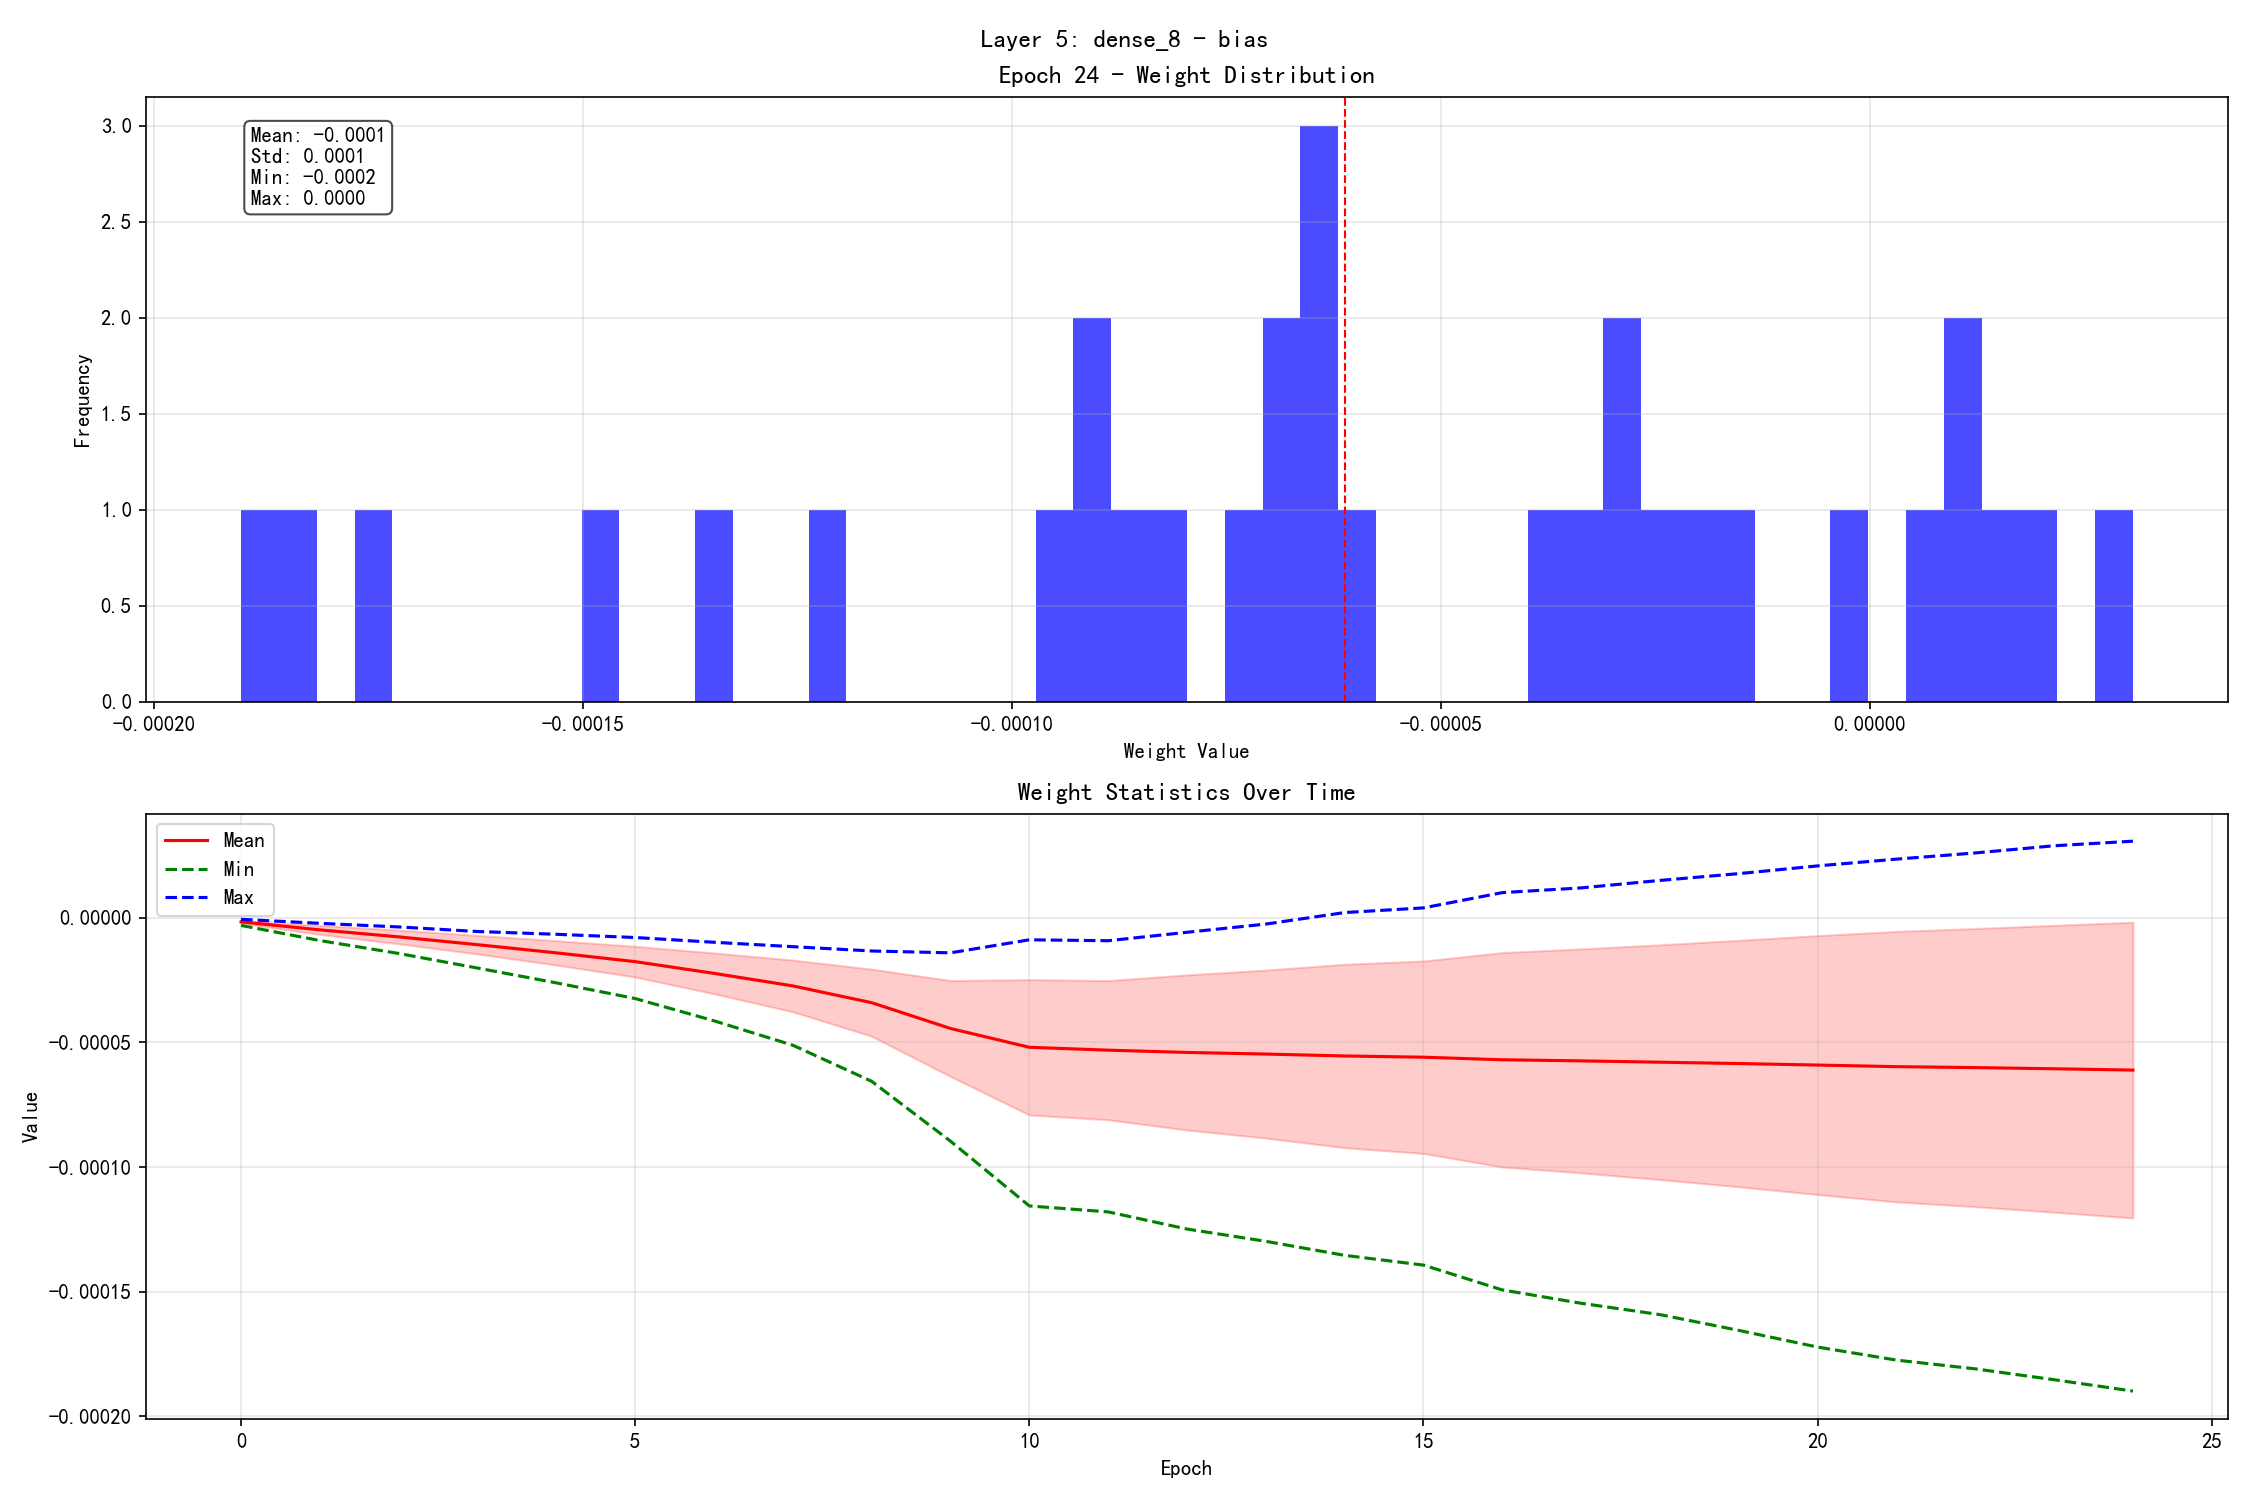 Layer 5: dense_8 - bias
Epoch 24 - Weight Distribution
Mean: -0.0001
Std: 0.0001
Min: -0.0002
Max: 0.0000
Frequency
3.0
2.5
2.0
1.5
1.0
0.5
0.0
-0.00020 -0.00015 -0.00010 -0.00005 0.00000
Weight Value
Weight Statistics Over Time
Mean
Min
Max
Value
0.00000
-0.00005
-0.00010
-0.00015
-0.00020
0 5 10 15 20 25
Epoch